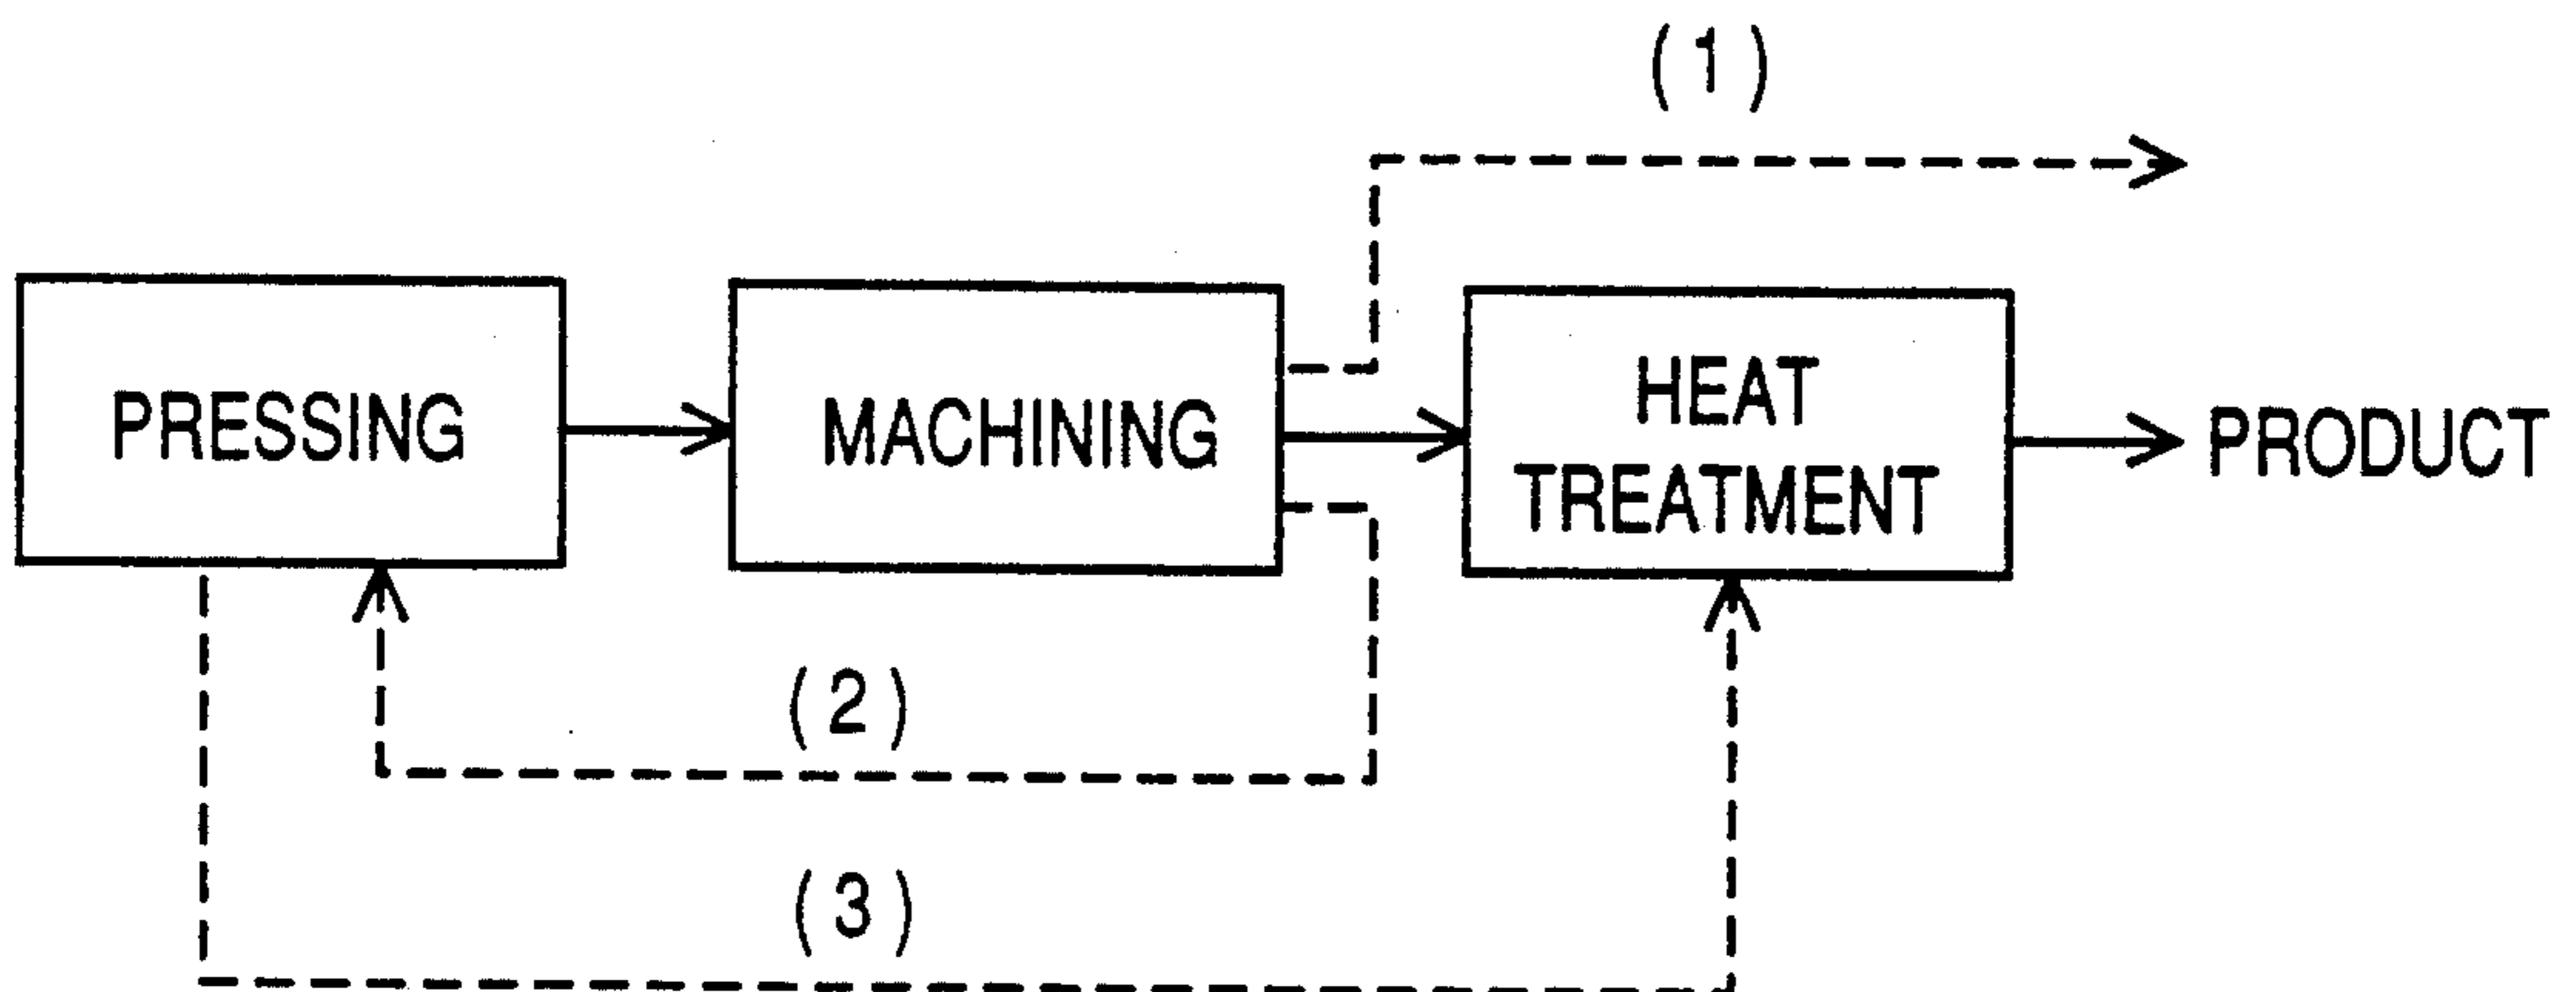 ( 1 )
PRESSING
MACHINING
HEAT
TREATMENT
PRODUCT
( 2 )
( 3 )